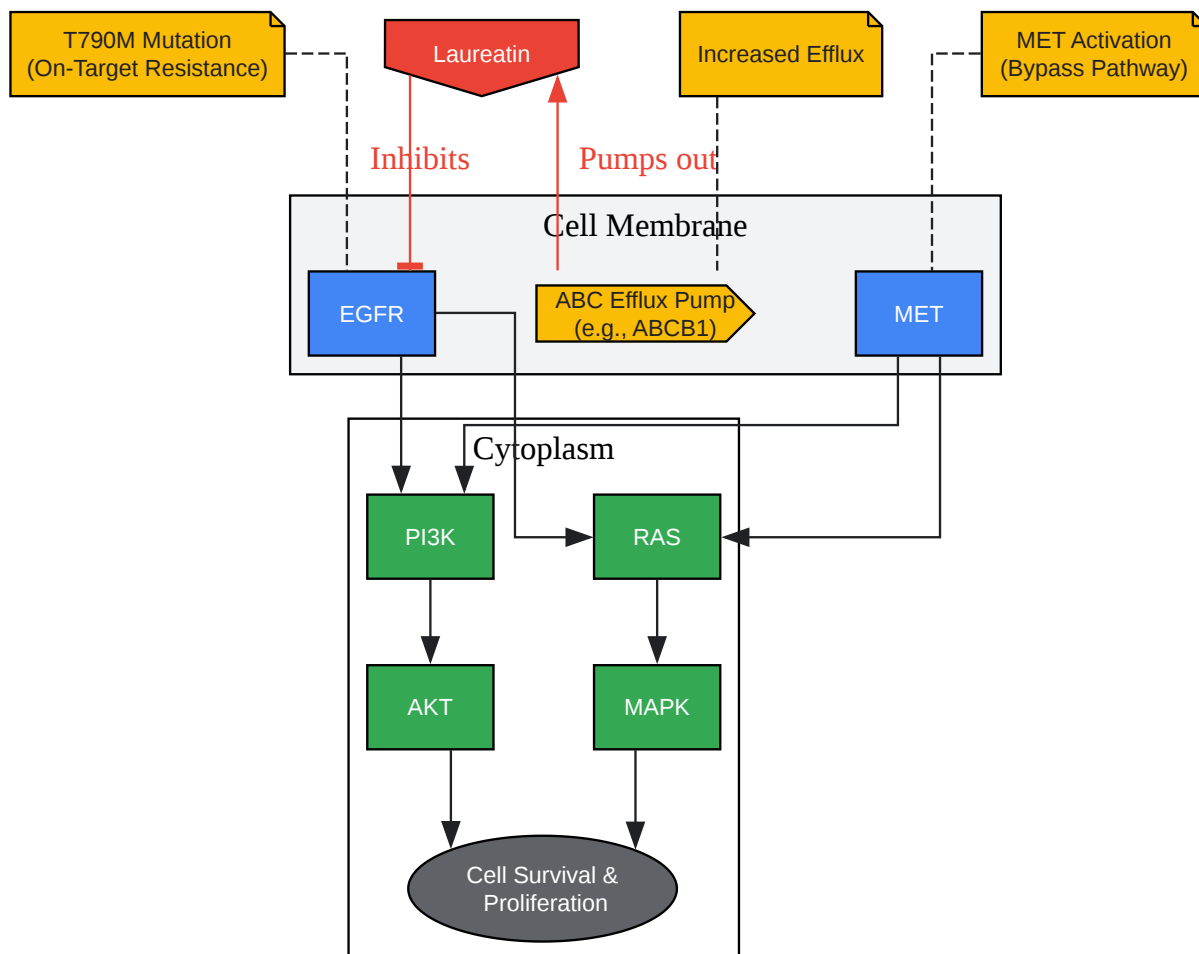 T790M Mutation
(On-Target Resistance)
Laureatin
Increased Efflux
MET Activation
(Bypass Pathway)
Inhibits
Pumps out
Cell Membrane
EGFR
ABC Efflux Pump
(e.g., ABCB1)
MET
Cytoplasm
PI3K
RAS
AKT
MAPK
Cell Survival &
Proliferation